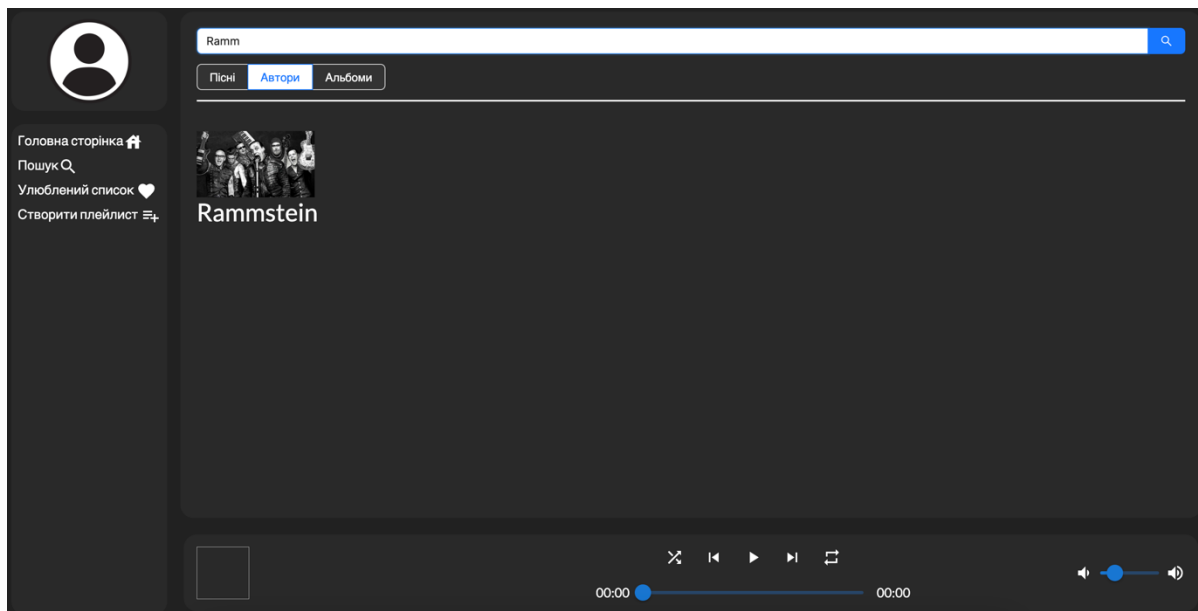 Ramm
Пісні Автори Альбоми
Головна сторінка
Пошук
Улюблений список
Створити плейлист
Rammstein
00:00 00:00